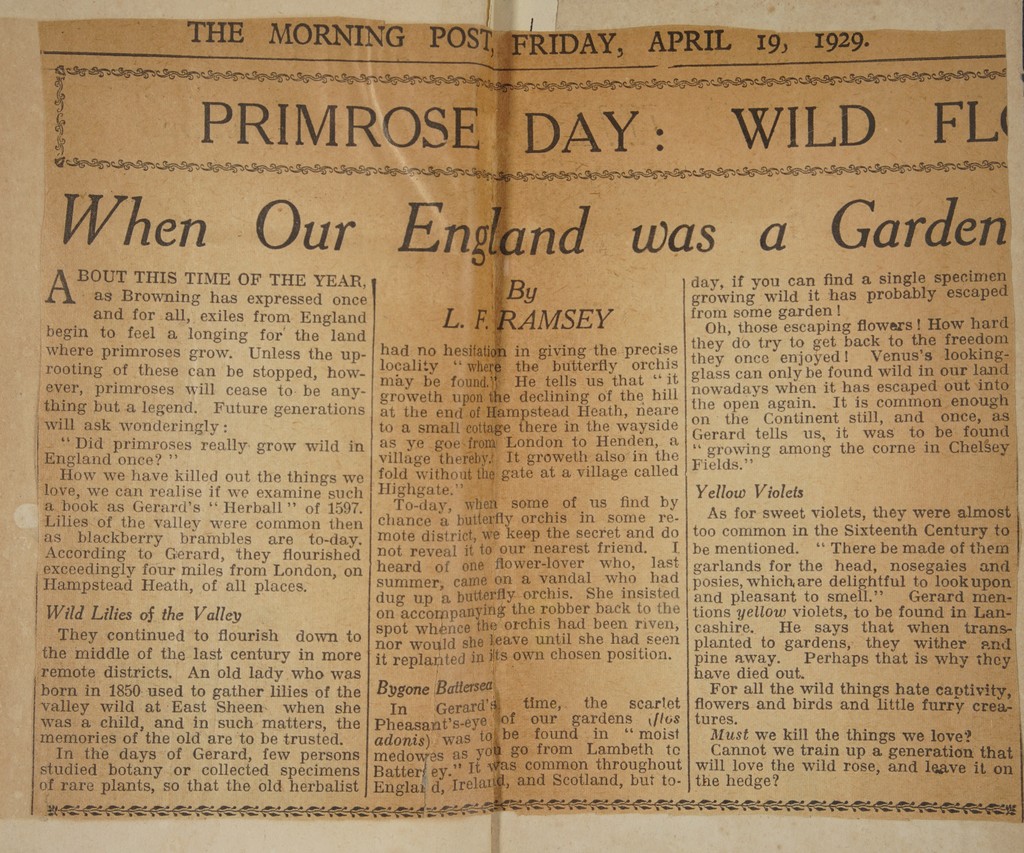 THE MORNING POST, FRIDAY, APRIL 19, 1929.
PRIMROSE DAY: WILD FLO
When Our England was a Garden
ABOUT THIS TIME OF THE YEAR,
as Browning has expressed once
and for all, exiles from England
begin to feel a longing for the land
where primroses grow. Unless the up-
rooting of these can be stopped, how-
ever, primroses will cease to be any-
thing but a legend. Future generations
will ask wonderingly:
"Did primroses really grow wild in
England once?"
How we have killed out the things we
love, we can realise if we examine such
a book as Gerard's "Herball" of 1597.
Lilies of the valley were common then
as blackberry brambles are to-day.
According to Gerard, they flourished
exceedingly four miles from London, on
Hampstead Heath, of all places.
Wild Lilies of the Valley
They continued to flourish down to
the middle of the last century in more
remote districts. An old lady who was
born in 1850 used to gather lilies of the
valley wild at East Sheen when she
was a child, and in such matters, the
memories of the old are to be trusted.
In the days of Gerard, few persons
studied botany or collected specimens
of rare plants, so that the old herbalist
By
L. F. RAMSEY
had no hesitation in giving the precise
locality "where the butterfly orchis
may be found." He tells us that "it
groweth upon the declining of the hill
at the end of Hampstead Heath, neare
to a small cottage there in the wayside
as ye goe from London to Henden, a
village thereby. It groweth also in the
fold without the gate at a village called
Highgate."
To-day, when some of us find by
chance a butterfly orchis in some re-
mote district, we keep the secret and do
not reveal it to our nearest friend. I
heard of one flower-lover who, last
summer, came on a vandal who had
dug up a butterfly orchis. She insisted
on accompanying the robber back to the
spot whence the orchis had been riven,
nor would she leave until she had seen
it replanted in its own chosen position.
Bygone Battersea
In Gerard's time, the scarlet
Pheasant's-eye of our gardens (flos
adonis) was to be found in "moist
medowes as you go from Lambeth to
Battersey." It was common throughout
England, Ireland, and Scotland, but to-
day, if you can find a single specimen
growing wild it has probably escaped
from some garden!
Oh, those escaping flowers! How hard
they do try to get back to the freedom
they once enjoyed! Venus's looking-
glass can only be found wild in our land
nowadays when it has escaped out into
the open again. It is common enough
on the Continent still, and once, as
Gerard tells us, it was to be found
"growing among the corne in Chelsey
Fields."
Yellow Violets
As for sweet violets, they were almost
too common in the Sixteenth Century to
be mentioned. "There be made of them
garlands for the head, nosegaies and
posies, which are delightful to look upon
and pleasant to smell." Gerard men-
tions yellow violets, to be found in Lan-
cashire. He says that when trans-
planted to gardens, they wither and
pine away. Perhaps that is why they
have died out.
For all the wild things hate captivity,
flowers and birds and little furry crea-
tures.
Must we kill the things we love?
Cannot we train up a generation that
will love the wild rose, and leave it on
the hedge?